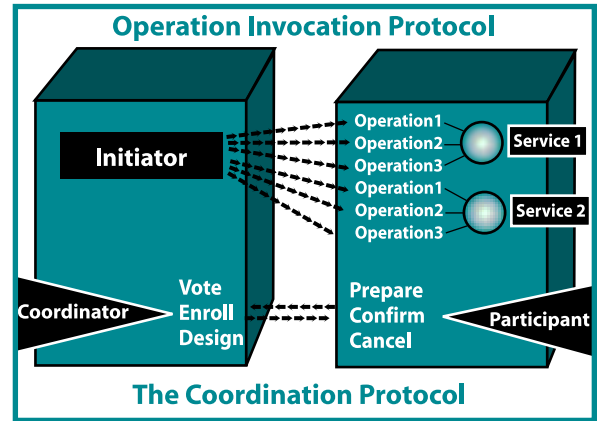 Operation Invocation Protocol
Initiator
Operation1
Operation2
Operation3
Service 1
Operation1
Operation2
Operation3
Service 2
Coordinator
Vote
Enroll
Design
Prepare
Confirm
Cancel
Participant
The Coordination Protocol